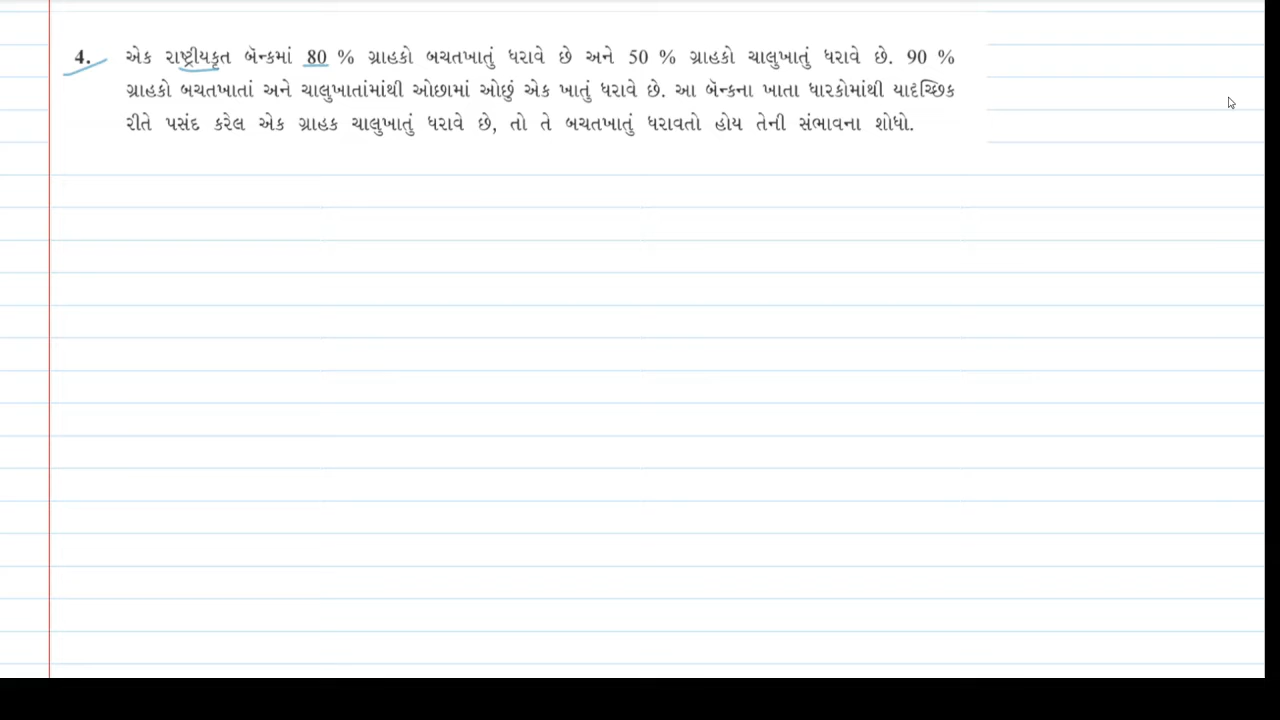 4. એક રાષ્ટ્રીયકૃત બૅન્કમાં 80 % ગ્રાહકો બચતખાતું ધરાવે છે અને 50 % ગ્રાહકો ચાલુખાતું ધરાવે છે. 90 %
ગ્રાહકો બચતખાતાં અને ચાલુખાતાંમાંથી ઓછામાં ઓછું એક ખાતું ધરાવે છે. આ બૅન્કના ખાતા ધારકોમાંથી યાદૃચ્છિક
રીતે પસંદ કરેલ એક ગ્રાહક ચાલુખાતું ધરાવે છે, તો તે બચતખાતું ધરાવતો હોય તેની સંભાવના શોધો.